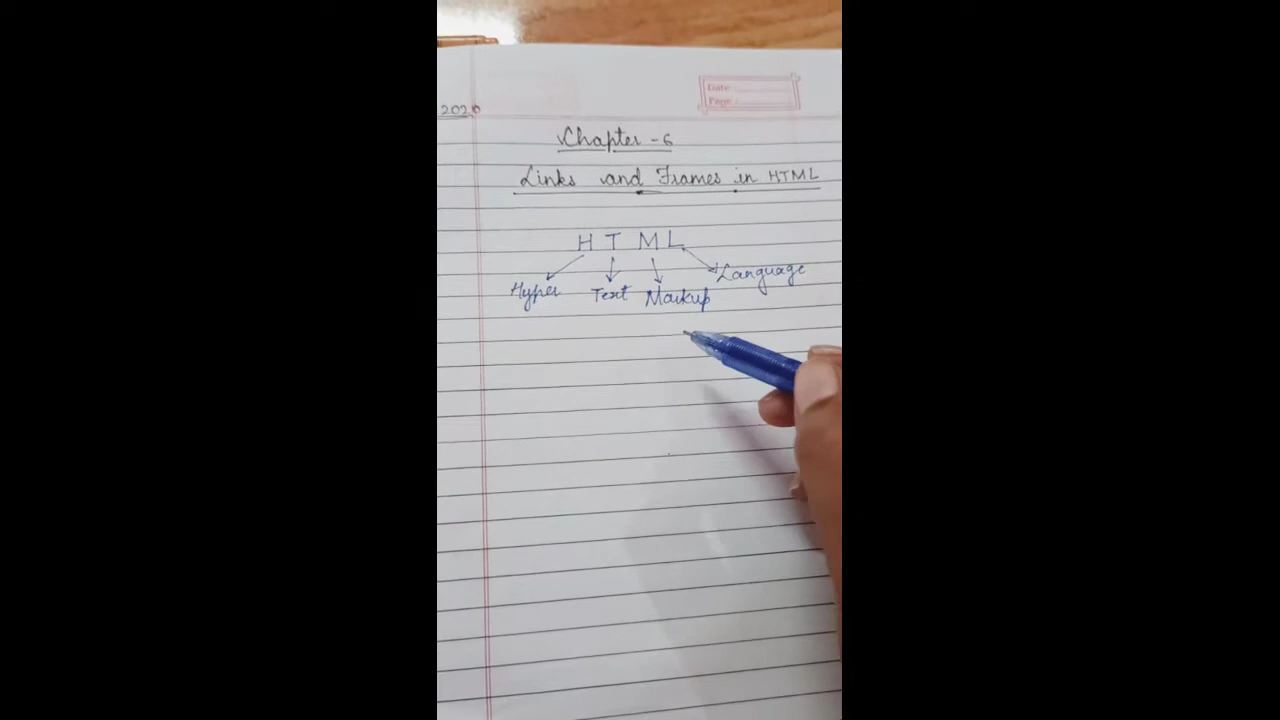 Date
Page
2020
Chapter - 6
Links and Frames in HTML
H T M L
Language
Hyper Text Markup